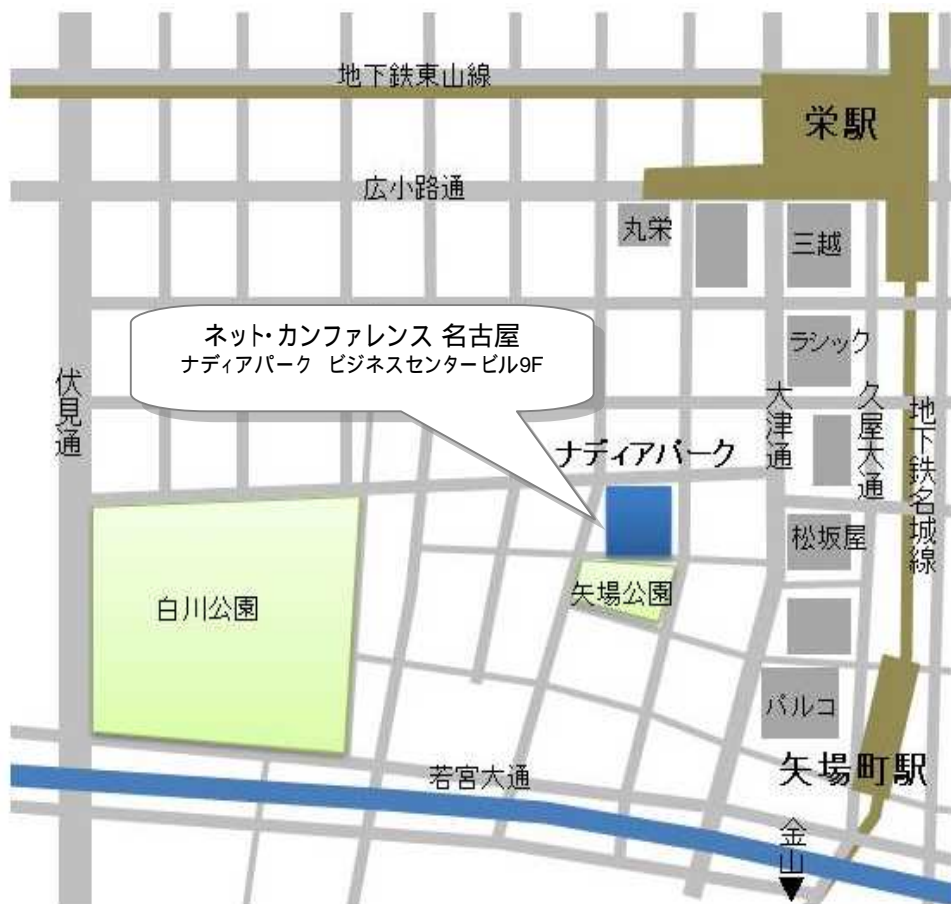 地下鉄東山線
栄駅
広小路通
丸栄
三越
ネット・カンファレンス 名古屋
ナディアパーク ビジネスセンタービル9F
ラシック
伏見通
大津通
久屋大通
地下鉄名城線
ナディアパーク
松坂屋
白川公園
矢場公園
パルコ
若宮大通
矢場町駅
金山